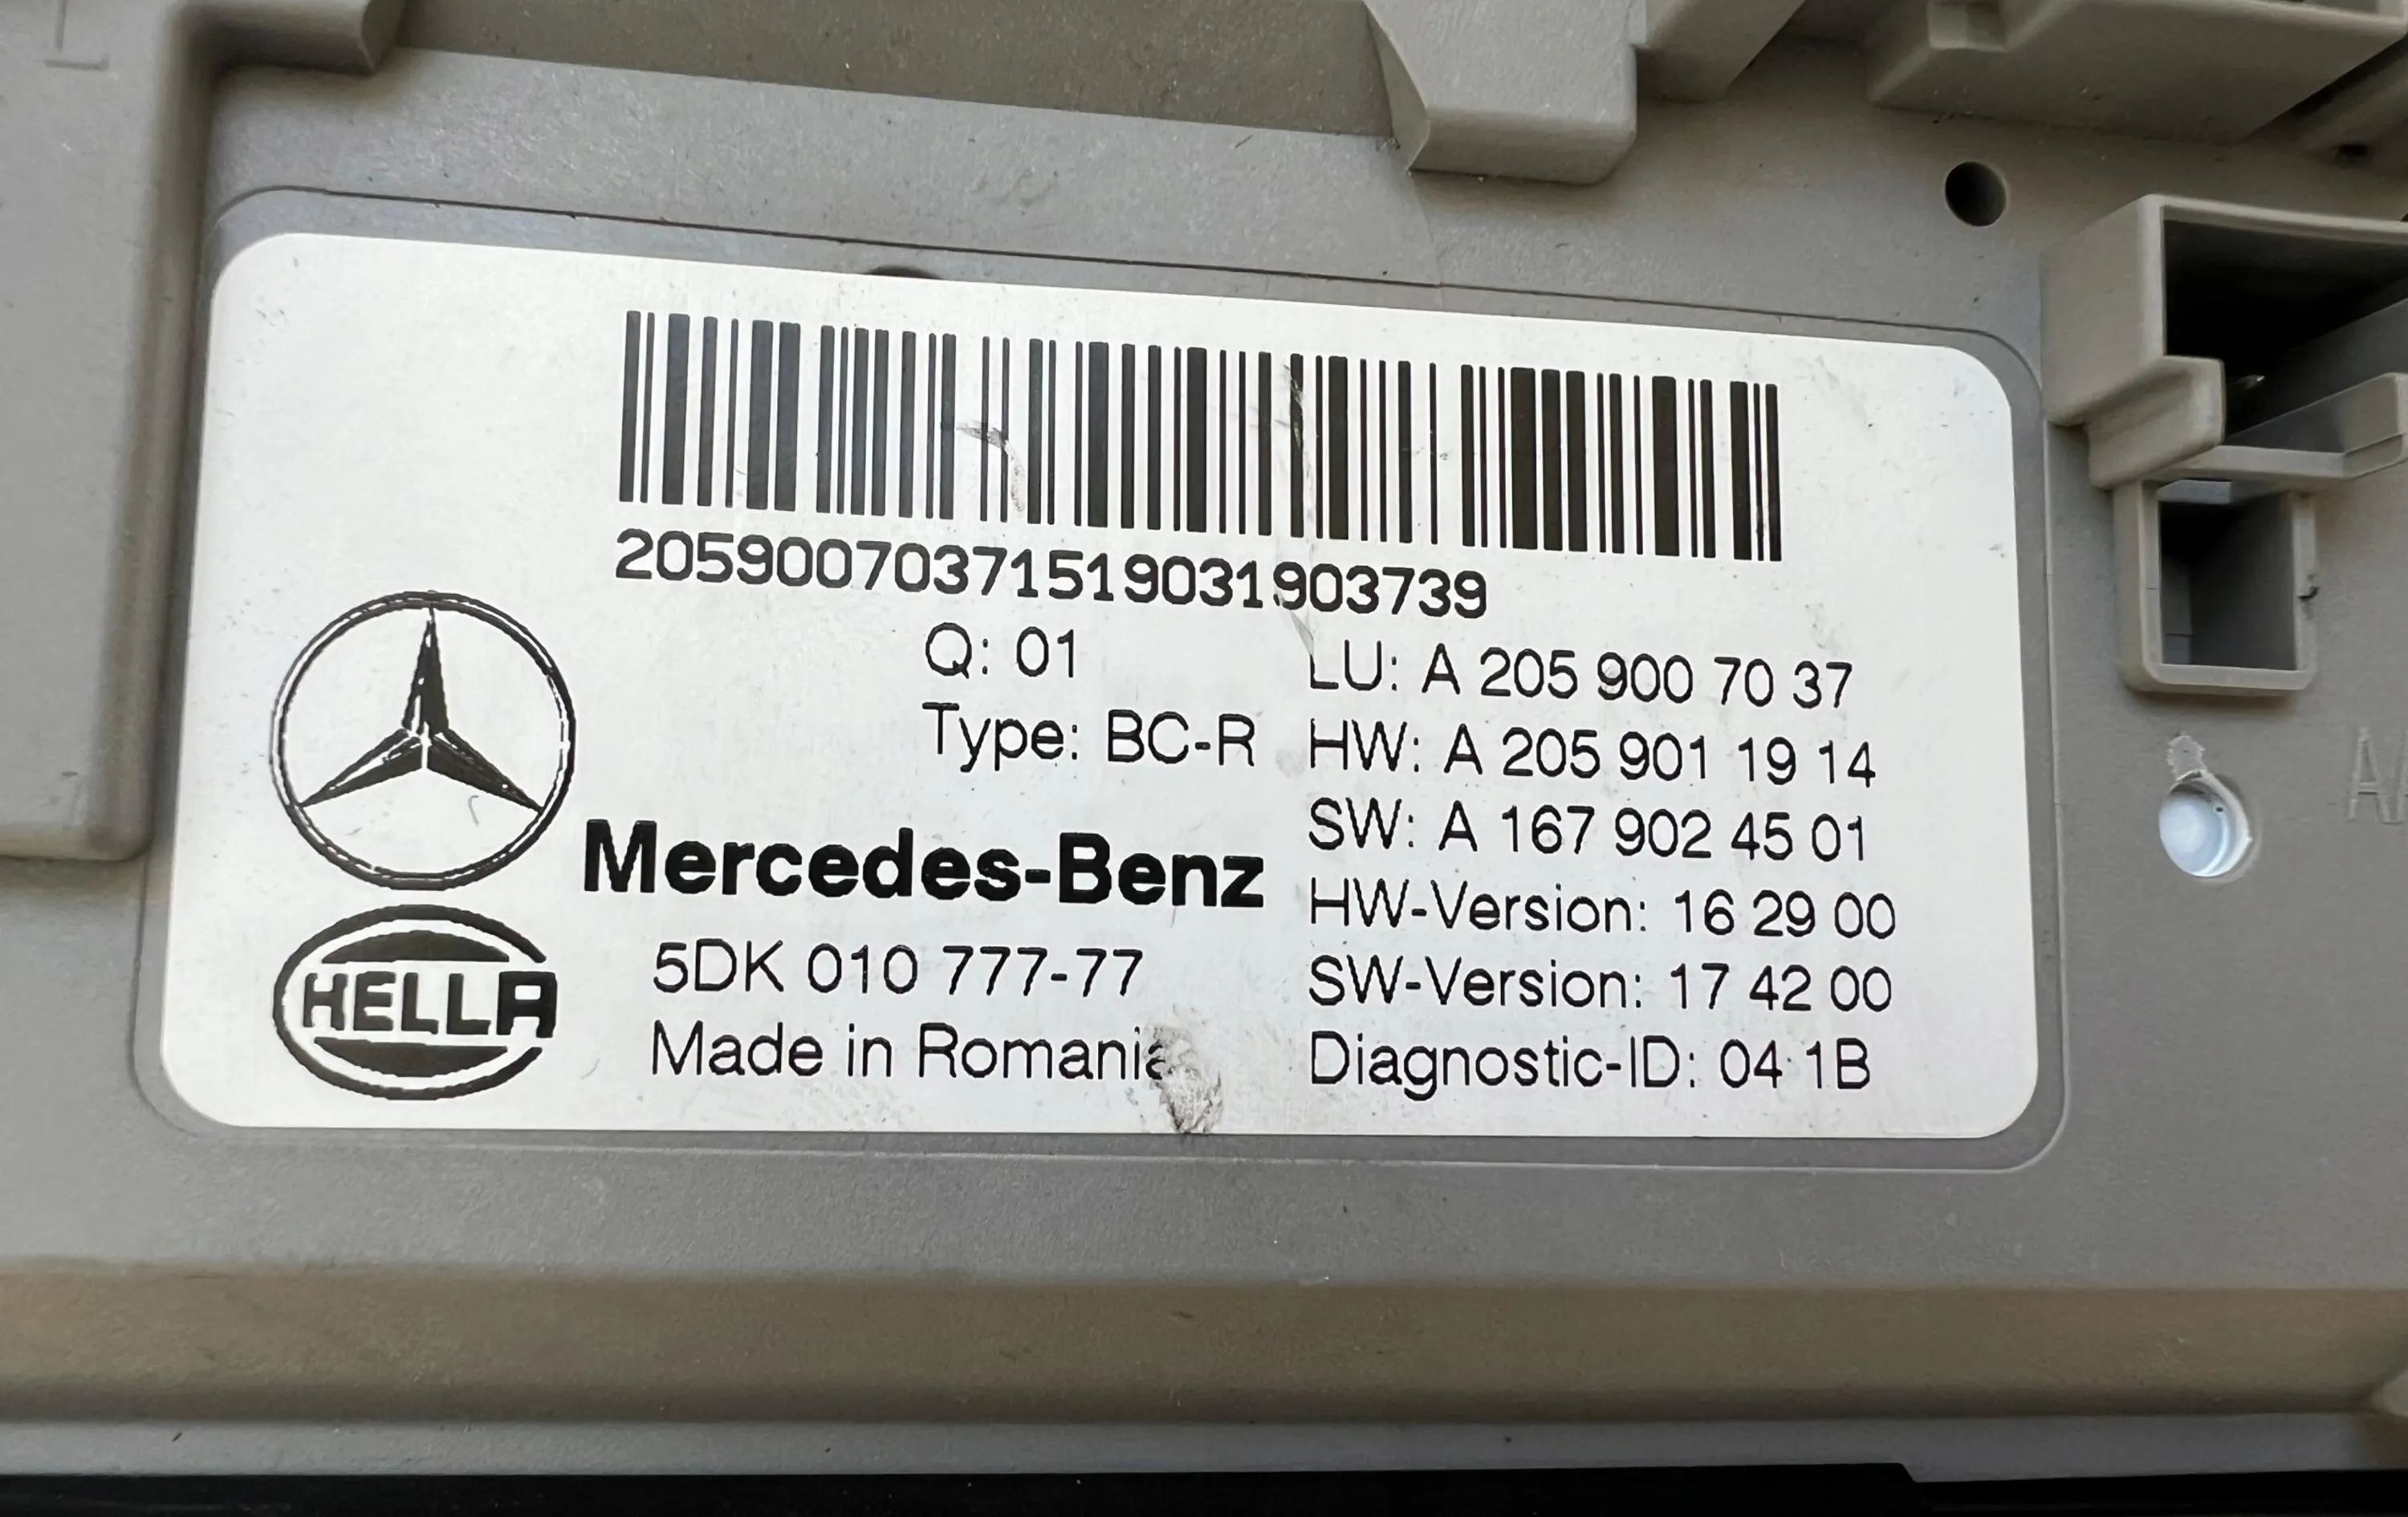 2059007037151903190​3739
Q: 01
Type: BC-R
LU: A 205 900 70 37
HW: A 205 901 19 14
SW: A 167 902 45 01
HW-Version: 16 29 00
SW-Version: 17 42 00
Diagnostic-ID: 04 1B
Mercedes-Benz
HELLA
5DK 010 777-77
Made in Romania